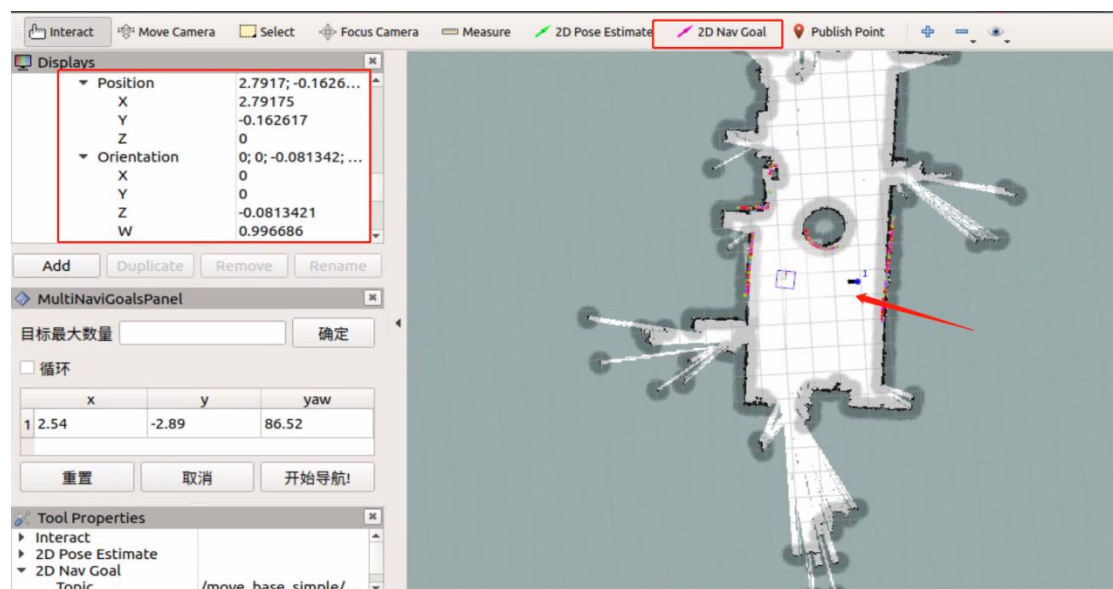 Interact Move Camera Select Focus Camera Measure 2D Pose Estimate 2D Nav Goal Publish Point
Displays
Position 2.7917; -0.1626...
X 2.79175
Y -0.162617
Z 0
Orientation 0; 0; -0.081342; ...
X 0
Y 0
Z -0.0813421
W 0.996686
Add Duplicate Remove Rename
MultiNaviGoalsPanel
目标最大数量 确定
循环
x y yaw
1 2.54 -2.89 86.52
重置 取消 开始导航!
Tool Properties
Interact
2D Pose Estimate
2D Nav Goal
Topic /move_base_simple/...
1